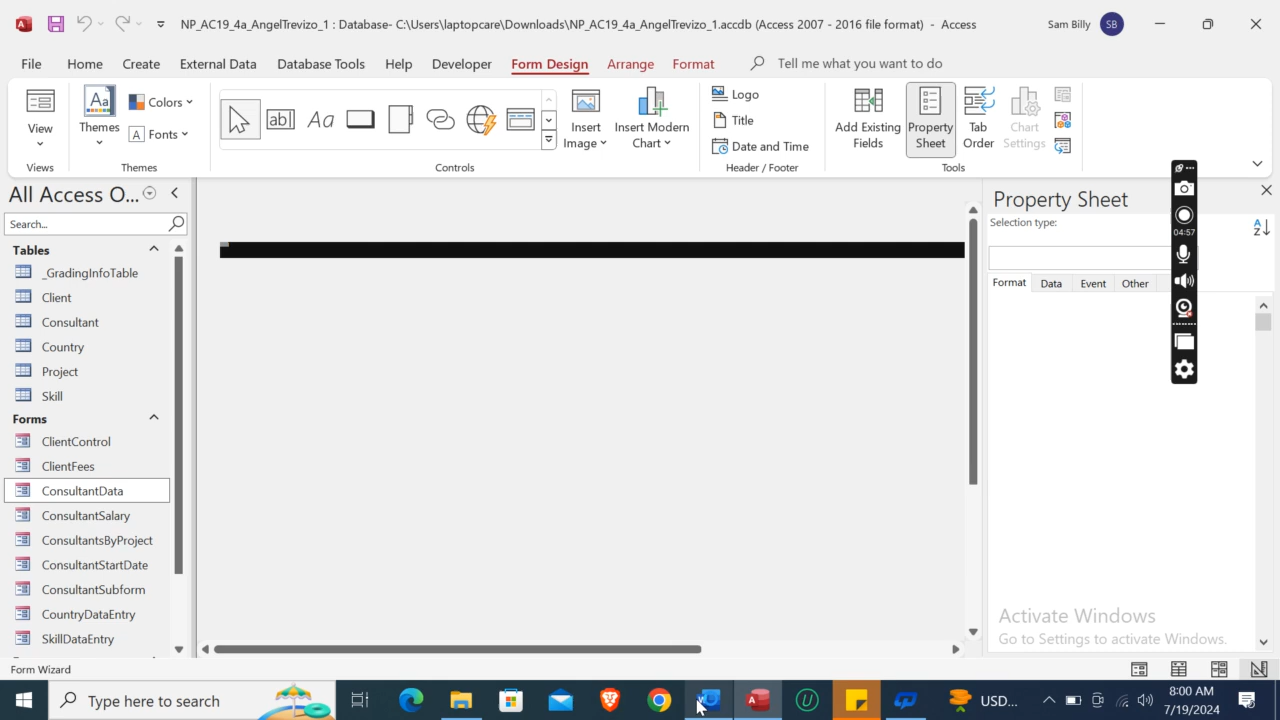 NP_AC19_4a_AngelTrevizo_1 : Database- C:\Users\laptopcare\Downloads\NP_AC19_4a_AngelTrevizo_1.accdb (Access 2007 - 2016 file format) - Access
Sam Billy SB
File Home Create External Data Database Tools Help Developer Form Design Arrange Format Tell me what you want to do
View
Views
Themes
Colors
Fonts
Themes
Aa
ab|
Controls
Insert Image
Insert Modern Chart
Logo
Title
Date and Time
Header / Footer
Add Existing Fields
Property Sheet
Tab Order
Chart Settings
Tools
All Access O...
Search...
Tables
_GradingInfoTable
Client
Consultant
Country
Project
Skill
Forms
ClientControl
ClientFees
ConsultantData
ConsultantSalary
ConsultantsByProject
ConsultantStartDate
ConsultantSubform
CountryDataEntry
SkillDataEntry
Property Sheet
Selection type:
Format Data Event Other
04:57
Activate Windows
Go to Settings to activate Windows.
Form Wizard
Type here to search
USD...
8:00 AM
7/19/2024